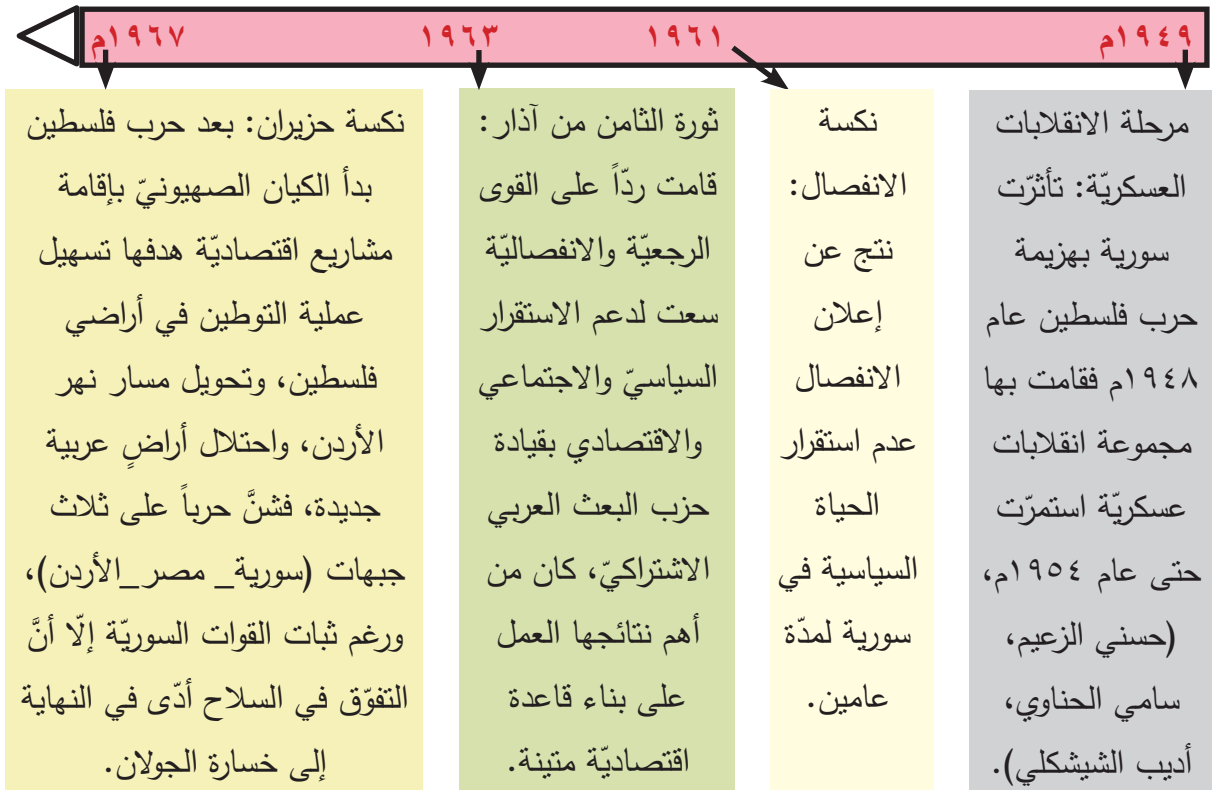 ١٩٤٩م
١٩٦١
١٩٦٣
١٩٦٧م
مرحلة الانقلابات
العسكريّة: تأثرّت
سورية بهزيمة
حرب فلسطين عام
١٩٤٨م فقامت بها
مجموعة انقلابات
عسكريّة استمرّت
حتى عام ١٩٥٤م،
(حسني الزعيم،
سامي الحناوي،
أديب الشيشكلي).
نكسة
الانفصال:
نتج عن
إعلان
الانفصال
عدم استقرار
الحياة
السياسية في
سورية لمدّة
عامين.
ثورة الثامن من آذار:
قامت ردّاً على القوى
الرجعيّة والانفصاليّة
سعت لدعم الاستقرار
السياسيّ والاجتماعي
والاقتصادي بقيادة
حزب البعث العربي
الاشتراكيّ، كان من
أهم نتائجها العمل
على بناء قاعدة
اقتصاديّة متينة.
نكسة حزيران: بعد حرب فلسطين
بدأ الكيان الصهيونيّ بإقامة
مشاريع اقتصاديّة هدفها تسهيل
عملية التوطين في أراضي
فلسطين، وتحويل مسار نهر
الأردن، واحتلال أراضٍ عربية
جديدة، فشنَّ حرباً على ثلاث
جبهات (سورية_ مصر_الأردن)،
ورغم ثبات القوات السوريّة إلّا أنَّ
التفوّق في السلاح أدّى في النهاية
إلى خسارة الجولان.